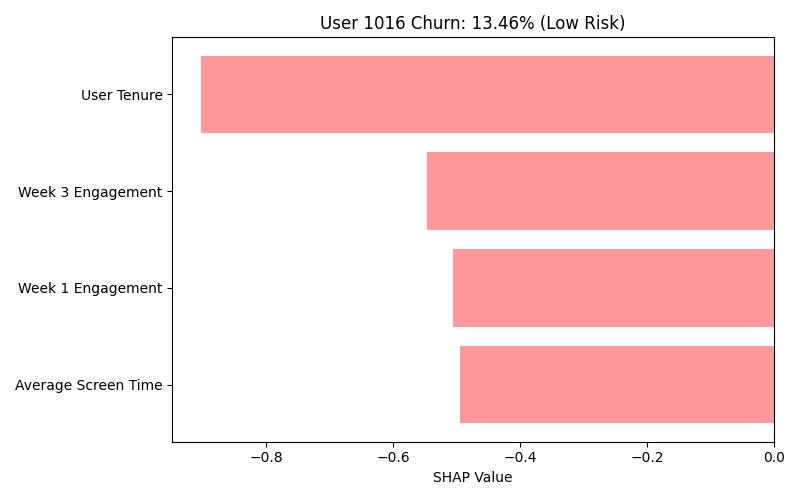 User 1016 Churn: 13.46% (Low Risk)
User Tenure
Week 3 Engagement
Week 1 Engagement
Average Screen Time
−0.8 −0.6 −0.4 −0.2 0.0
SHAP Value